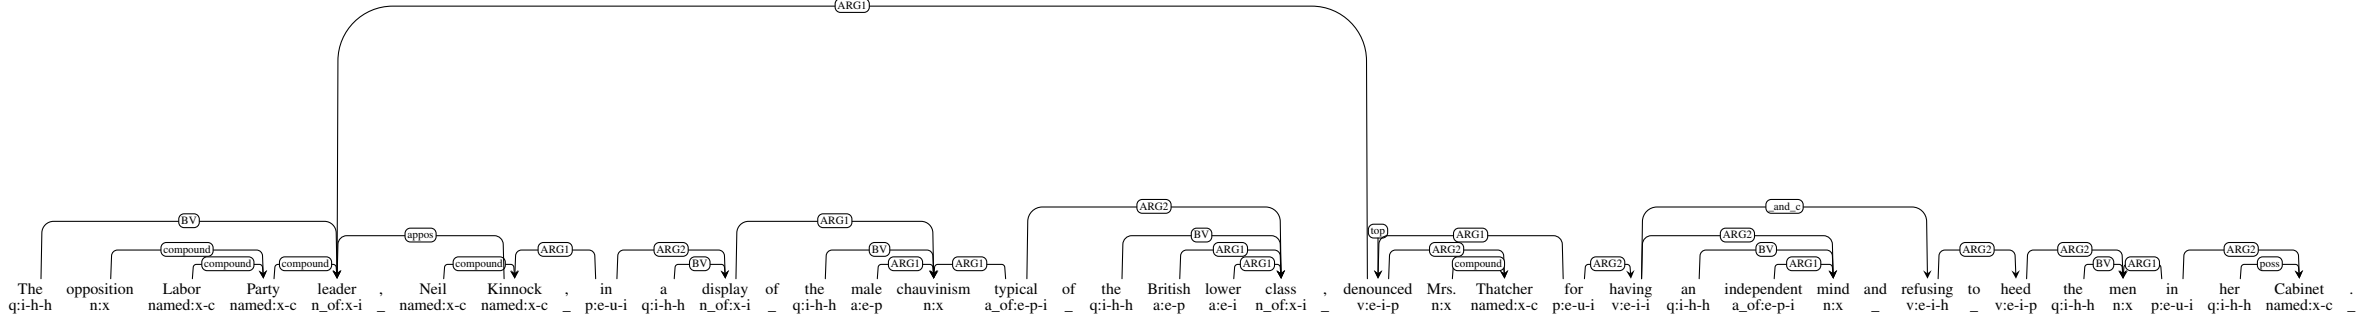 ARG1
ARG2
_and_c
BV ARG1 BV
appos top ARG1 ARG2
compound ARG1 ARG2 BV ARG1 ARG2 BV ARG2 ARG2 ARG2
compound compound compound BV ARG1 ARG1 ARG1 compound ARG2 ARG1 BV ARG1 poss
The opposition Labor Party leader , Neil Kinnock , in a display of the male chauvinism typical of the British lower class , denounced Mrs. Thatcher for having an independent mind and refusing to heed the men in her Cabinet .
q:i-h-h n:x named:x-c named:x-c n_of:x-i _ named:x-c named:x-c _ p:e-u-i q:i-h-h n_of:x-i _ q:i-h-h a:e-p n:x a_of:e-p-i _ q:i-h-h a:e-p a:e-i n_of:x-i _ v:e-i-p n:x named:x-c p:e-u-i v:e-i-i q:i-h-h a_of:e-p-i n:x _ v:e-i-h _ v:e-i-p q:i-h-h n:x p:e-u-i q:i-h-h named:x-c _